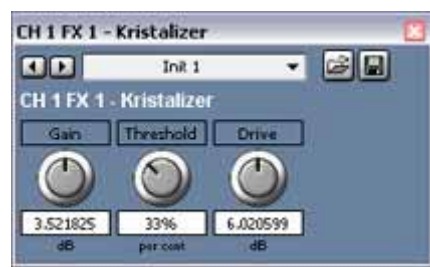 CH 1 FX 1 - Kristalizer
Init 1
CH 1 FX 1 - Kristalizer
Gain Threshold Drive
3.521825 33% 6.020599
dB per cent dB